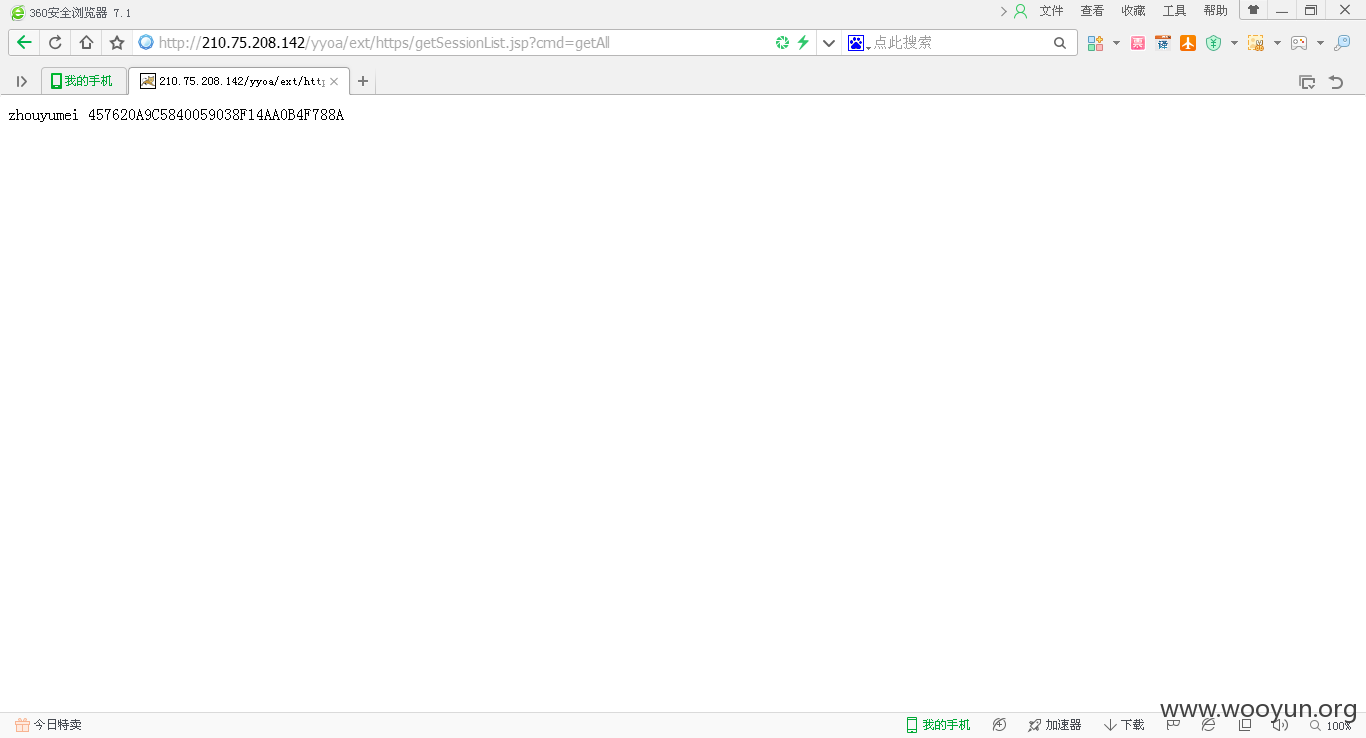 360安全浏览器 7.1
文件 查看 收藏 工具 帮助
http://210.75.208.142/yyoa/ext/https/getSessionList.jsp?cmd=getAll
点此搜索
我的手机
210.75.208.142/yyoa/ext/htt
zhouyumei 457620A9C5840059038F14AA0B4F788A
今日特卖
我的手机
加速器
下载
100%
www.wooyun.org